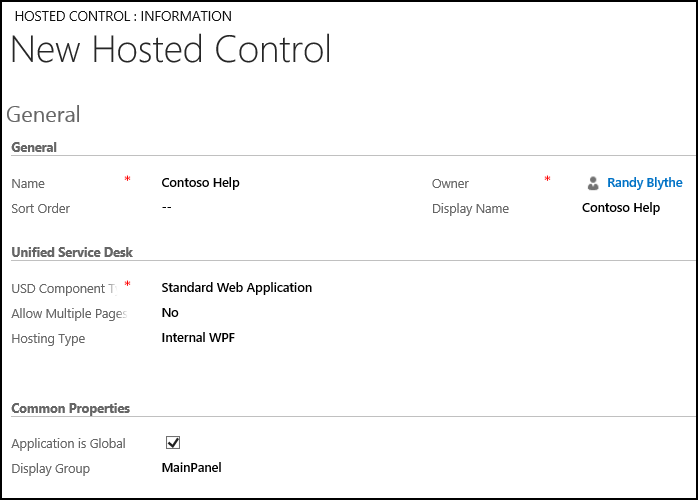 HOSTED CONTROL : INFORMATION
New Hosted Control
General
General
Name * Contoso Help Owner * Randy Blythe
Sort Order -- Display Name Contoso Help
Unified Service Desk
USD Component T * Standard Web Application
Allow Multiple Pages No
Hosting Type Internal WPF
Common Properties
Application is Global
Display Group MainPanel